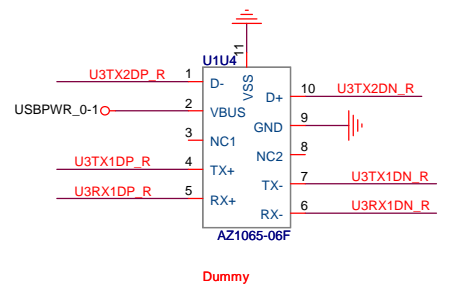 U1U4
11
VSS
U3TX2DP_R 1 D-
D+ 10 U3TX2DN_R
USBPWR_0-1 2 VBUS
GND 9
3 NC1
NC2 8
U3TX1DP_R 4 TX+
TX- 7 U3TX1DN_R
U3RX1DP_R 5 RX+
RX- 6 U3RX1DN_R
AZ1065-06F
Dummy